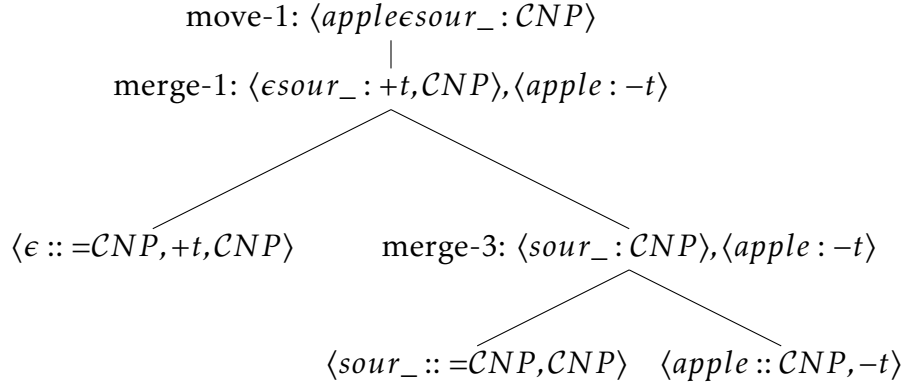 move-1: ⟨appleϵsour_ : CNP⟩
merge-1: ⟨ϵsour_ : +t,CNP⟩,⟨apple : −t⟩
⟨ϵ :: =CNP,+t,CNP⟩ merge-3: ⟨sour_ : CNP⟩,⟨apple : −t⟩
⟨sour_ :: =CNP,CNP⟩ ⟨apple :: CNP,−t⟩